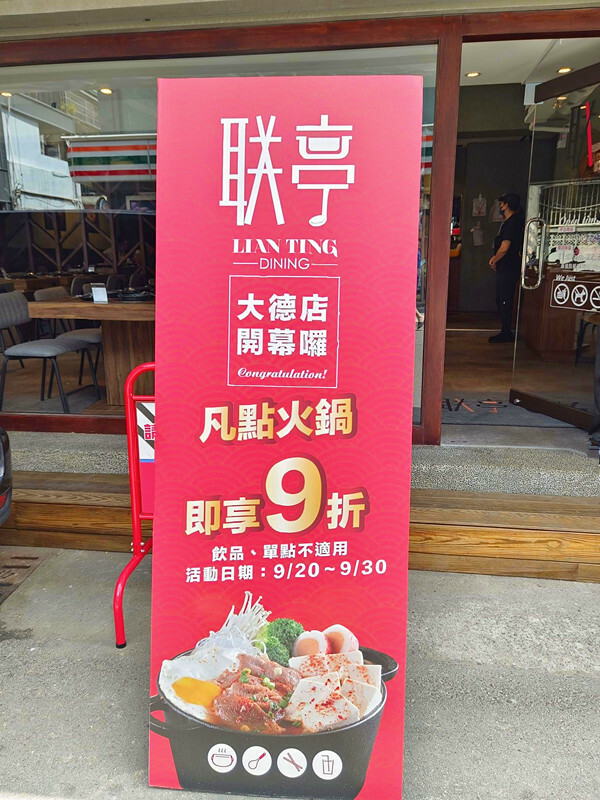 联亭
LIAN TING
DINING
大德店
開幕囉
Congratulation!
凡點火鍋
即享9折
飲品、單點不適用
活動日期：9/20~9/30
請